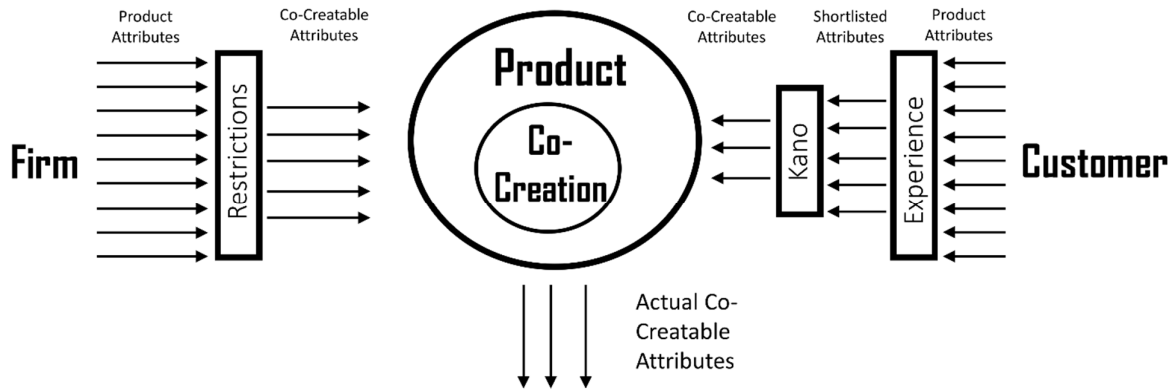 Product
Attributes
Co-Creatable
Attributes
Firm
Restrictions
Product
Co-
Creation
Co-Creatable
Attributes
Shortlisted
Attributes
Product
Attributes
Kano
Experience
Customer
Actual Co-
Creatable
Attributes